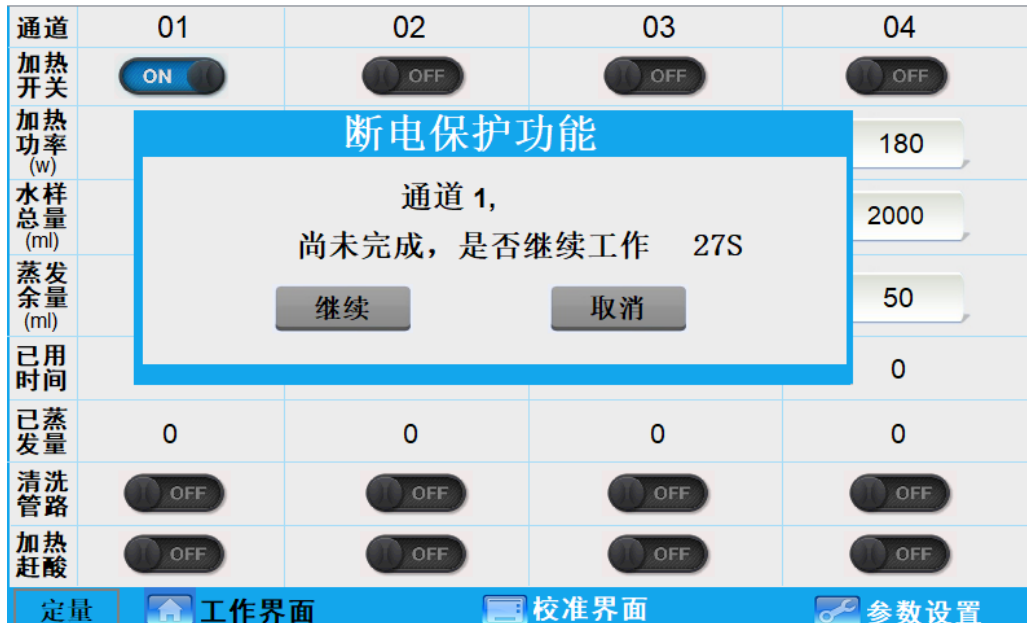 通道 01 02 03 04
加热
开关 ON OFF OFF OFF
加热
功率
(w) 180
水样
总量
(ml) 2000
蒸发
余量
(ml) 50
断电保护功能
通道 1,
尚未完成，是否继续工作 27S
继续 取消
已用
时间 0
已蒸
发量 0 0 0 0
清洗
管路 OFF OFF OFF OFF
加热
赶酸 OFF OFF OFF OFF
定量 工作界面 校准界面 参数设置